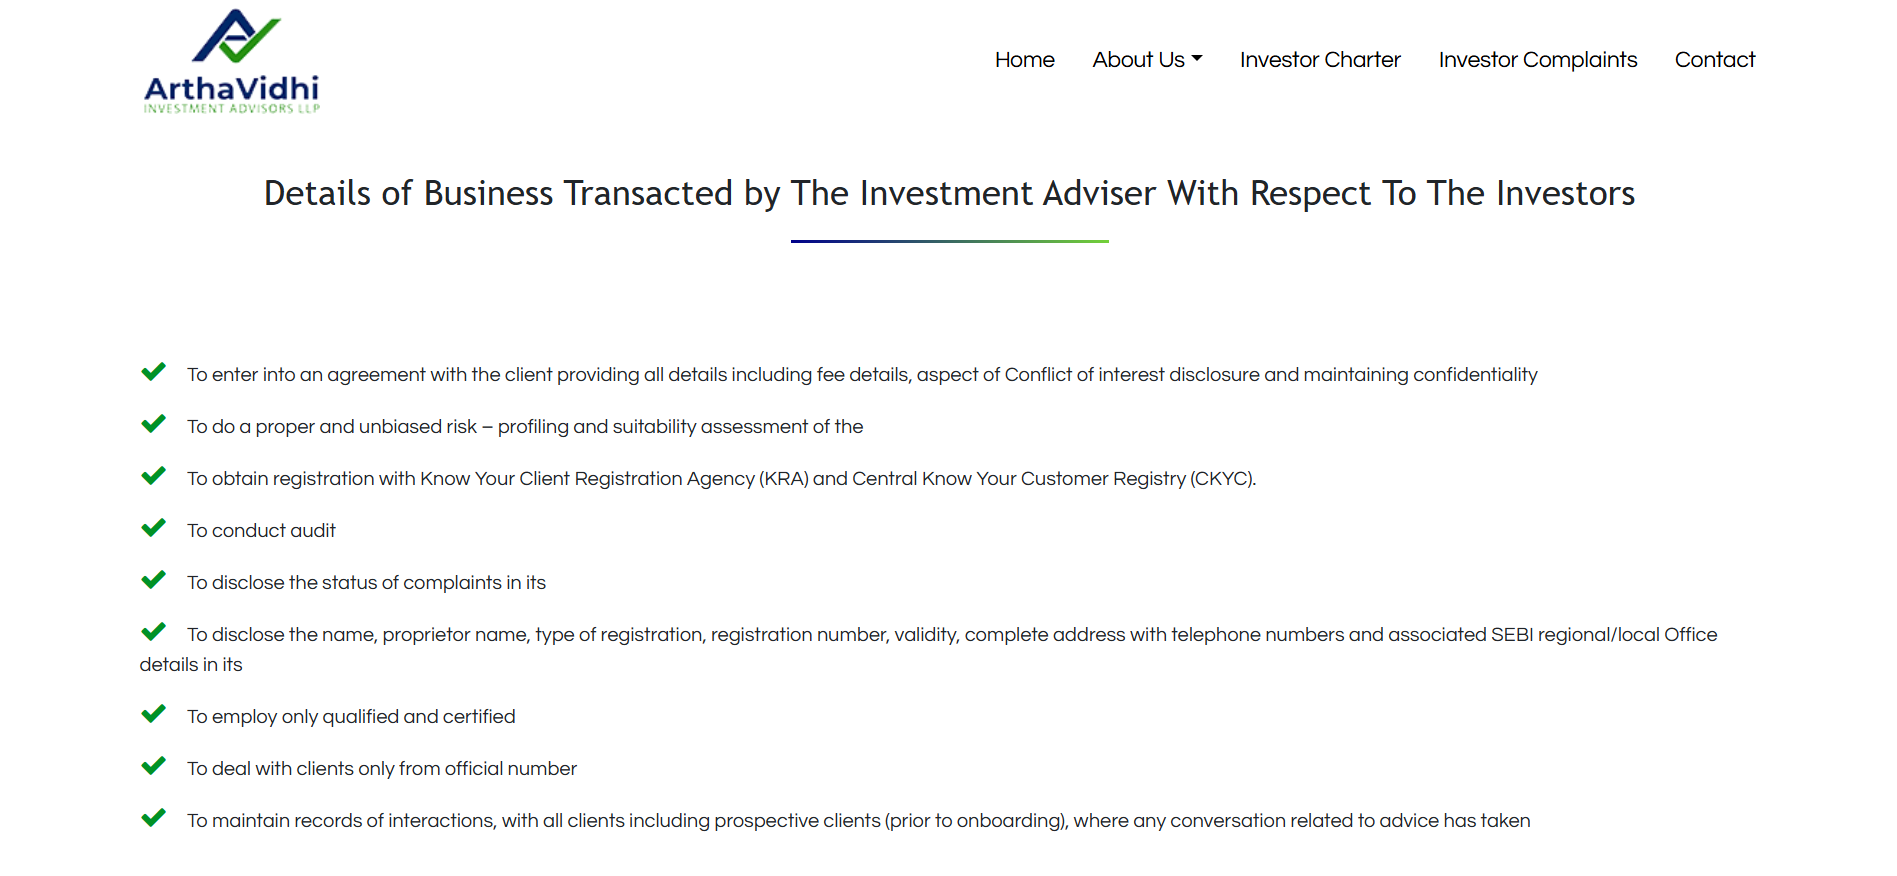 ArthaVidhi
INVESTMENT ADVISORS LLP
Home About Us Investor Charter Investor Complaints Contact
Details of Business Transacted by The Investment Adviser With Respect To The Investors
To enter into an agreement with the client providing all details including fee details, aspect of Conflict of interest disclosure and maintaining confidentiality
To do a proper and unbiased risk – profiling and suitability assessment of the
To obtain registration with Know Your Client Registration Agency (KRA) and Central Know Your Customer Registry (CKYC).
To conduct audit
To disclose the status of complaints in its
To disclose the name, proprietor name, type of registration, registration number, validity, complete address with telephone numbers and associated SEBI regional/local Office
details in its
To employ only qualified and certified
To deal with clients only from official number
To maintain records of interactions, with all clients including prospective clients (prior to onboarding), where any conversation related to advice has taken